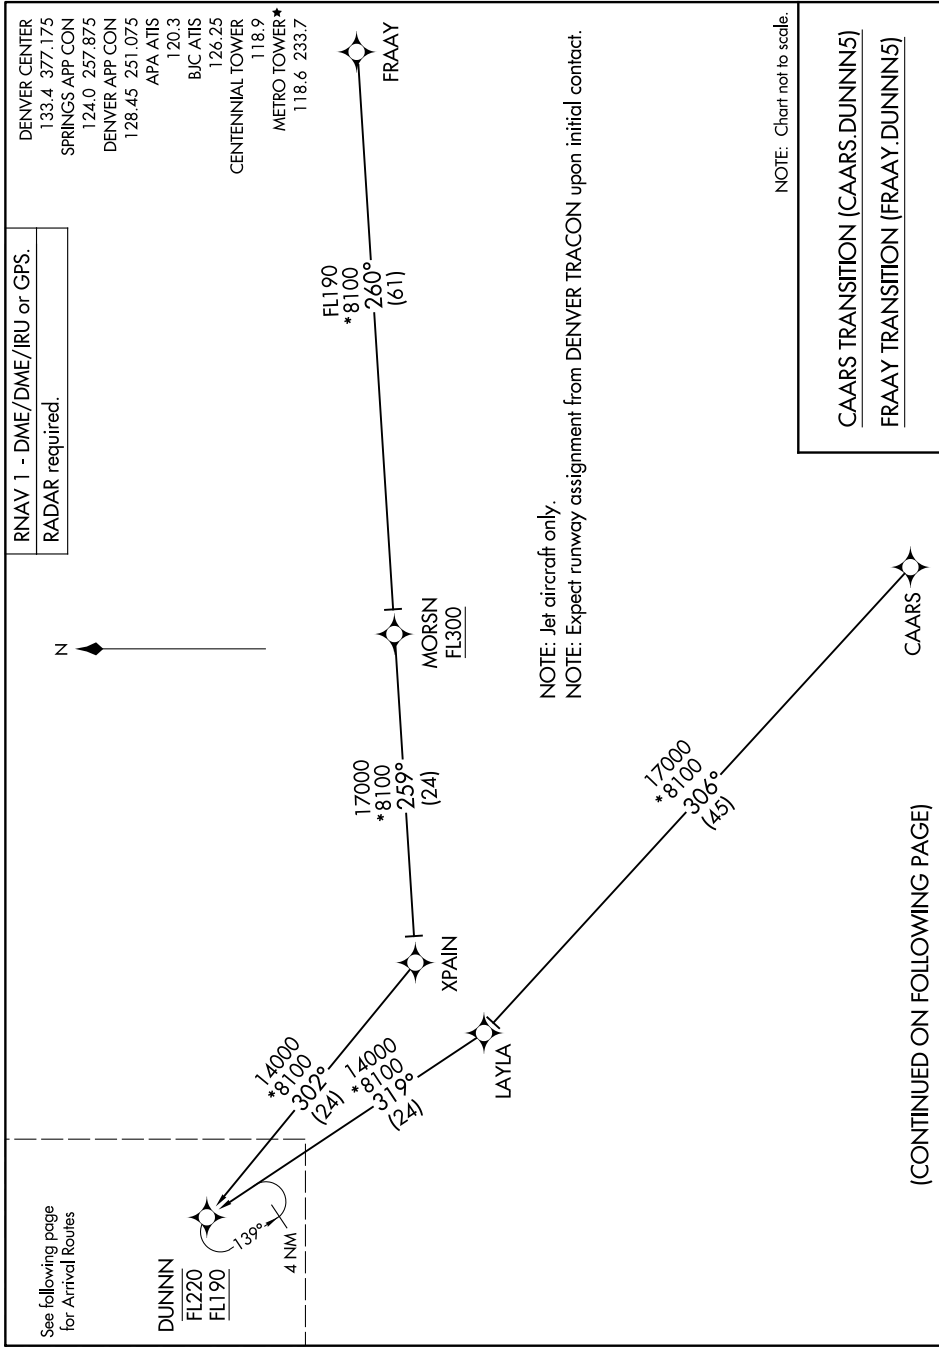 DENVER CENTER
133.4 377.175
SPRINGS APP CON
124.0 257.875
DENVER APP CON
128.45 251.075
APA ATIS
120.3
BJC ATIS
126.25
CENTENNIAL TOWER
118.9
METRO TOWER★
118.6 233.7
RNAV 1 - DME/DME/IRU or GPS.
RADAR required.
N
See following page
for Arrival Routes
DUNNN
FL220
FL190
139°
4 NM
14000
*8100
302°
(24)
14000
*8100
319°
(24)
XPAIN
LAYLA
17000
*8100
259°
(24)
MORSN
FL300
FL190
*8100
260°
(61)
FRAAY
17000
*8100
306°
(45)
CAARS
NOTE: Jet aircraft only.
NOTE: Expect runway assignment from DENVER TRACON upon initial contact.
NOTE: Chart not to scale.
CAARS TRANSITION (CAARS.DUNNN5)
FRAAY TRANSITION (FRAAY.DUNNN5)
(CONTINUED ON FOLLOWING PAGE)